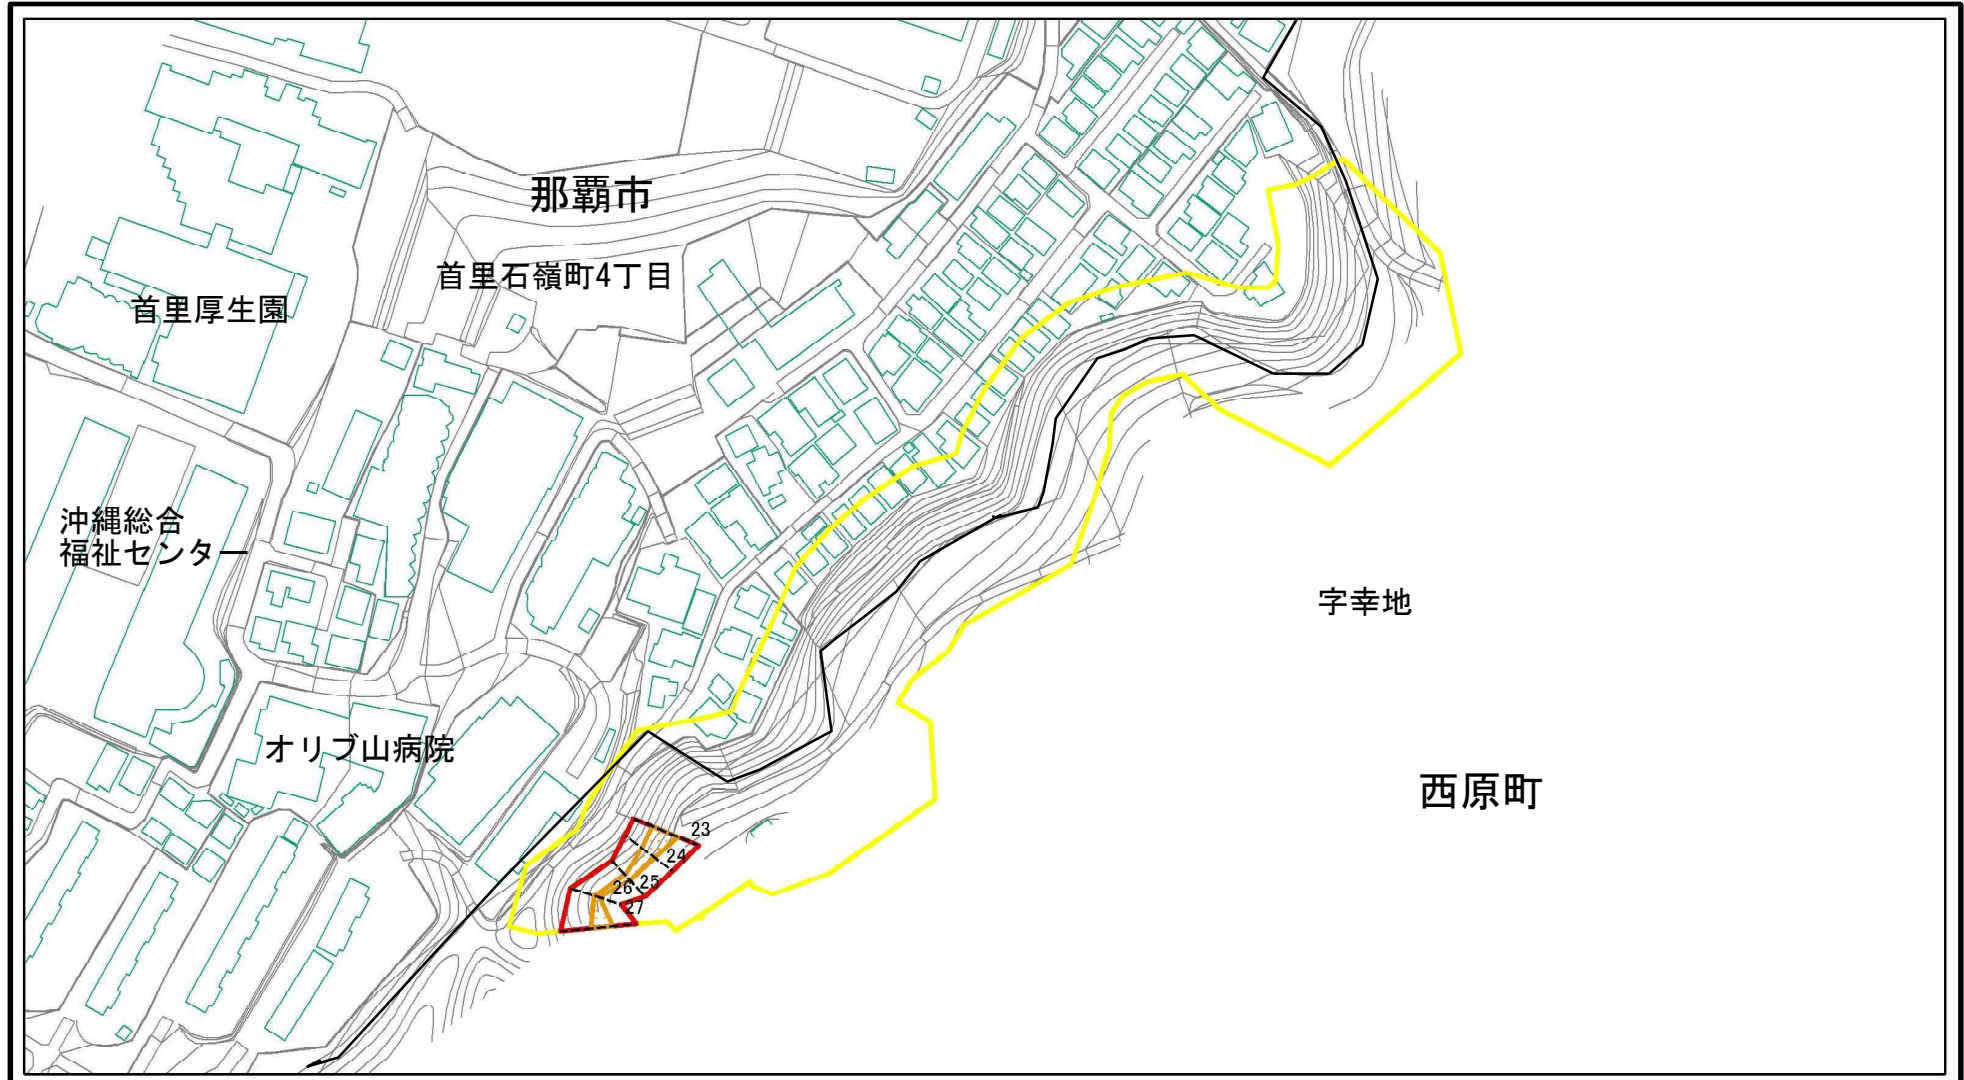 那覇市
首里石嶺町4丁目
首里厚生園
沖縄総合
福祉センター
字幸地
オリブ山病院
西原町
23
24
25
26
27